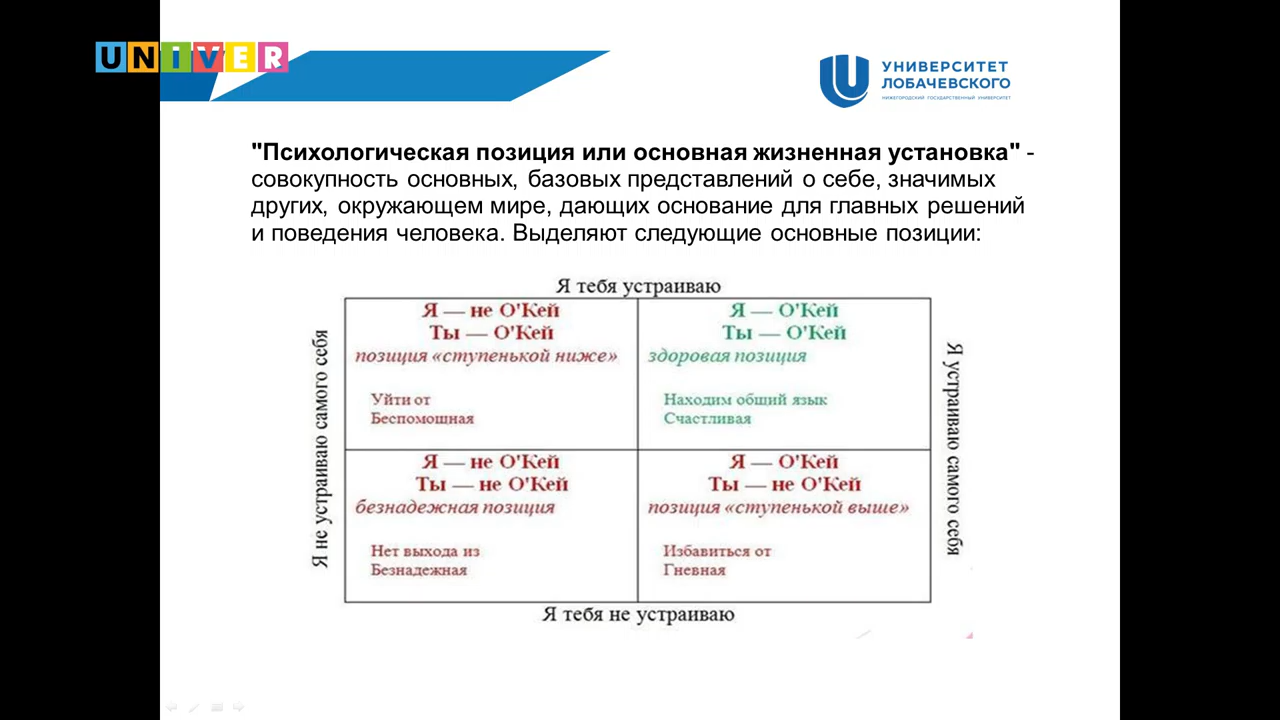 UNIVER
УНИВЕРСИТЕТ
ЛОБАЧЕВСКОГО
НИЖЕГОРОДСКИЙ ГОСУДАРСТВЕННЫЙ УНИВЕРСИТЕТ
"Психологическая позиция или основная жизненная установка" -
совокупность основных, базовых представлений о себе, значимых
других, окружающем мире, дающих основание для главных решений
и поведения человека. Выделяют следующие основные позиции:
Я тебя устраиваю
Я не устраиваю самого себя
Я — не О'Кей
Ты — О'Кей
позиция «ступенькой ниже»
Уйти от
Беспомощная
Я — О'Кей
Ты — О'Кей
здоровая позиция
Находим общий язык
Счастливая
Я — не О'Кей
Ты — не О'Кей
безнадежная позиция
Нет выхода из
Безнадежная
Я — О'Кей
Ты — не О'Кей
позиция «ступенькой выше»
Избавиться от
Гневная
Я устраиваю самого себя
Я тебя не устраиваю